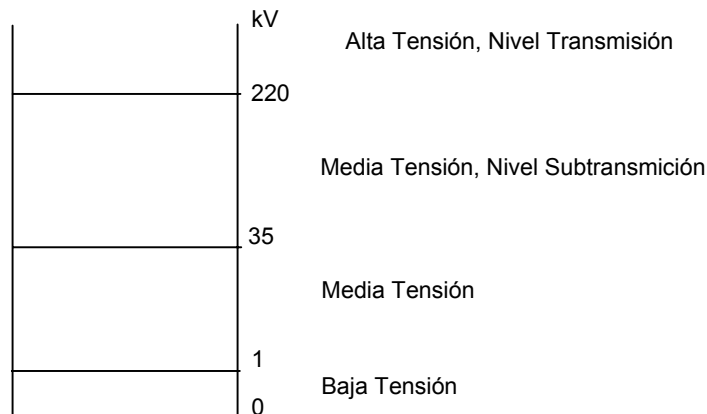 kV
Alta Tensión, Nivel Transmisión
220
Media Tensión, Nivel Subtransmición
35
Media Tensión
1
Baja Tensión
0